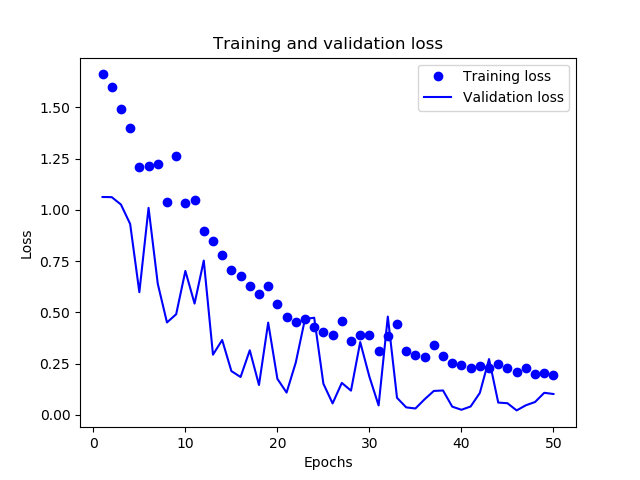 Training and validation loss
Training loss
Validation loss
1.50
1.25
1.00
0.75
0.50
0.25
0.00
Loss
0 10 20 30 40 50
Epochs